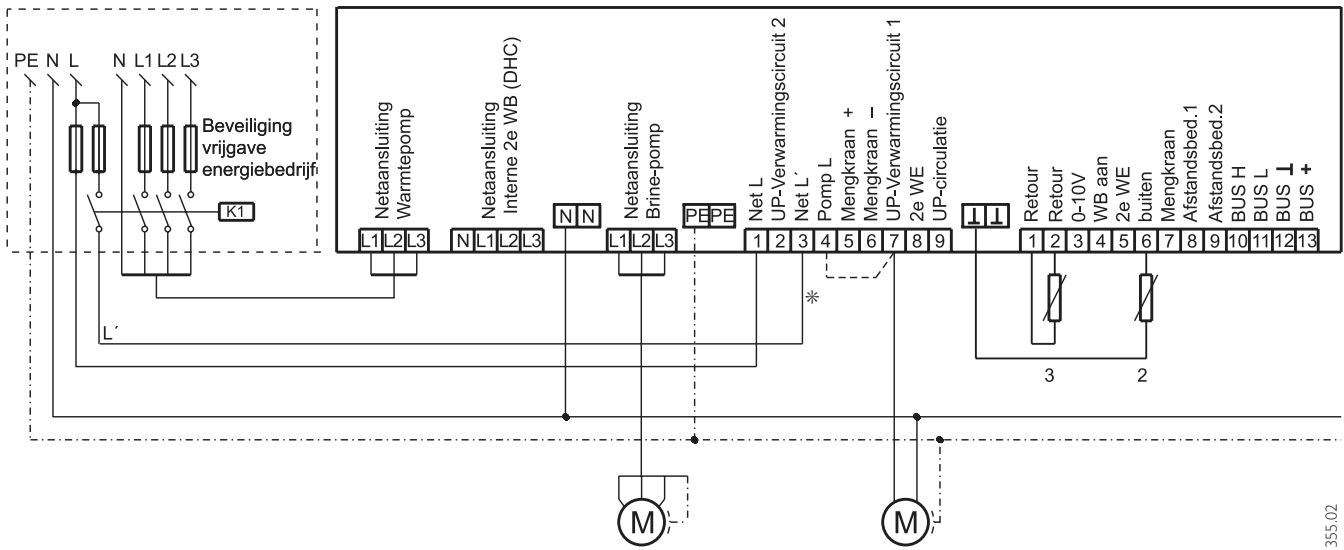 PE N L N L1 L2 L3
Beveiliging
vrijgave
energiebedrijf
K1
L´
Netaansluiting
Warmtepomp
L1 L2 L3
Netaansluiting
Interne 2e WB (DHC)
N L1 L2 L3
N N
Netaansluiting
Brine-pomp
L1 L2 L3
PE PE
Net L
UP-Verwarmingscircuit 2
Net L´
Pomp L
Mengkraan +
Mengkraan –
UP-Verwarmingscircuit 1
2e WE
UP-circulatie
1 2 3 4 5 6 7 8 9
*
Retour
Retour
0-10V
WB aan
2e WE
buiten
Mengkraan
Afstandsbed.1
Afstandsbed.2
BUS H
BUS L
BUS ⊥
BUS +
1 2 3 4 5 6 7 8 9 10 11 12 13
⊥ ⊥
3
2
M
M
355.02